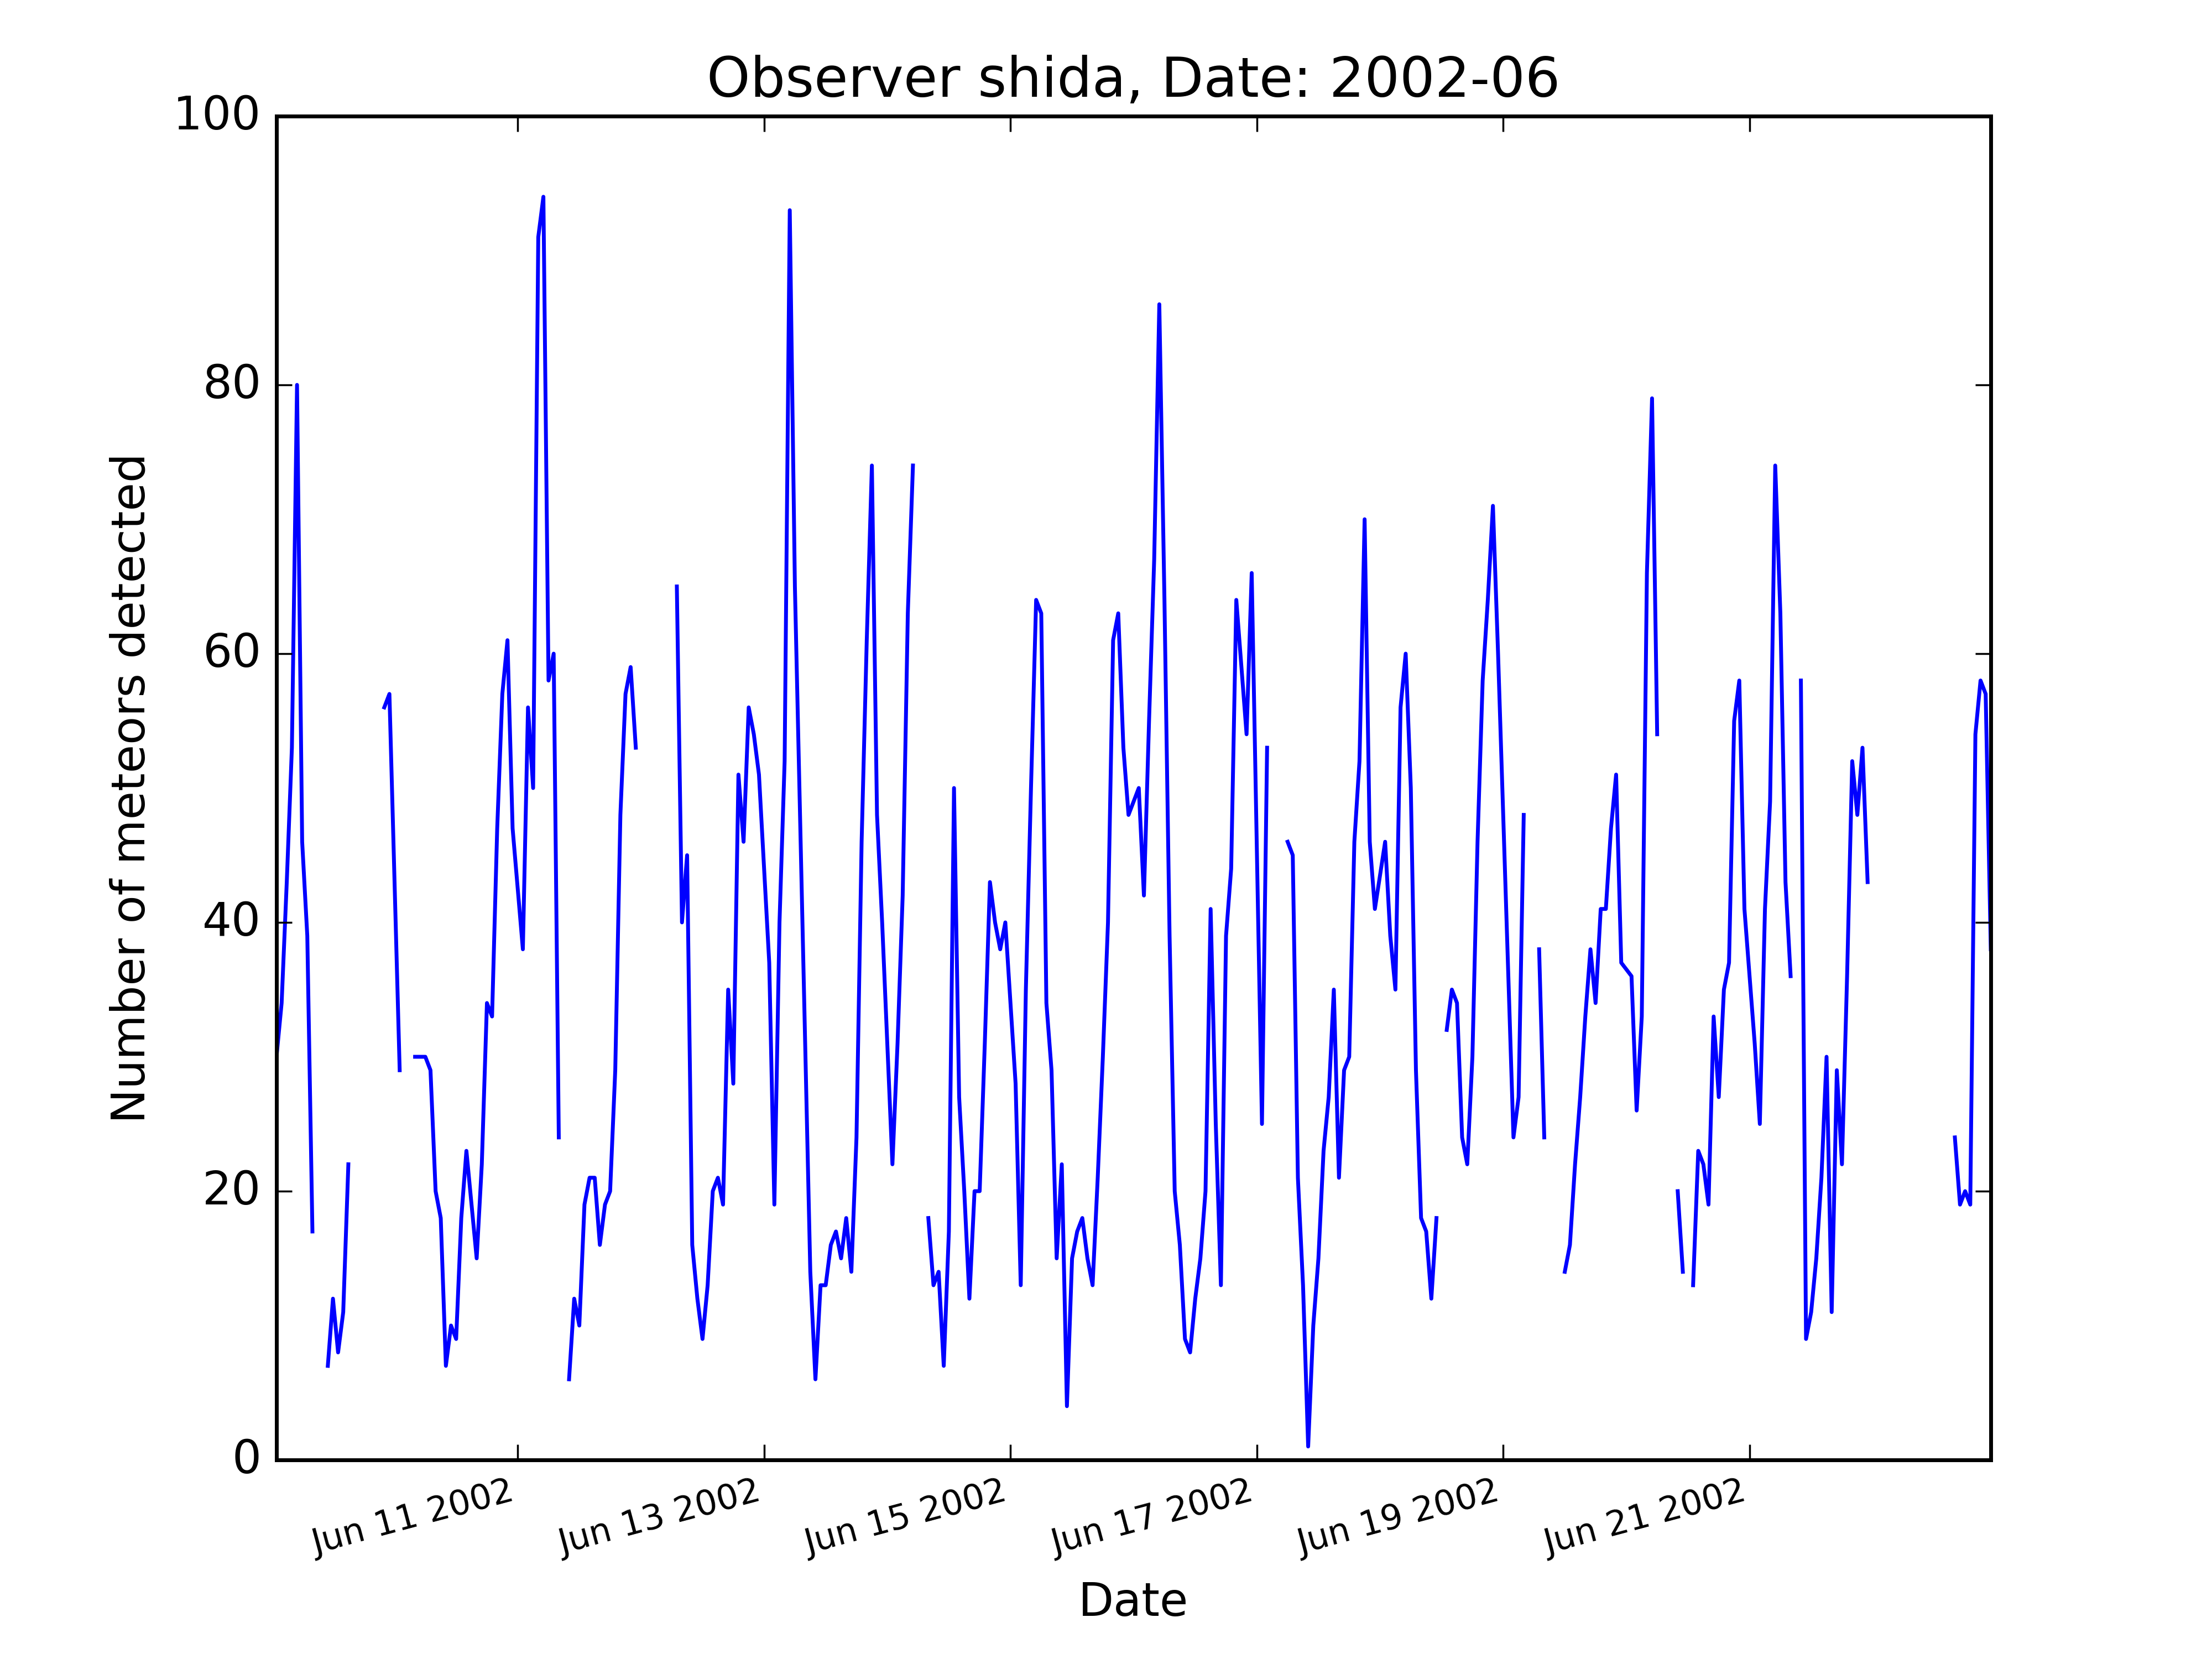 Observer shida, Date: 2002-06
100
80
60
40
20
0
Number of meteors detected
Jun 11 2002
Jun 13 2002
Jun 15 2002
Jun 17 2002
Jun 19 2002
Jun 21 2002
Date